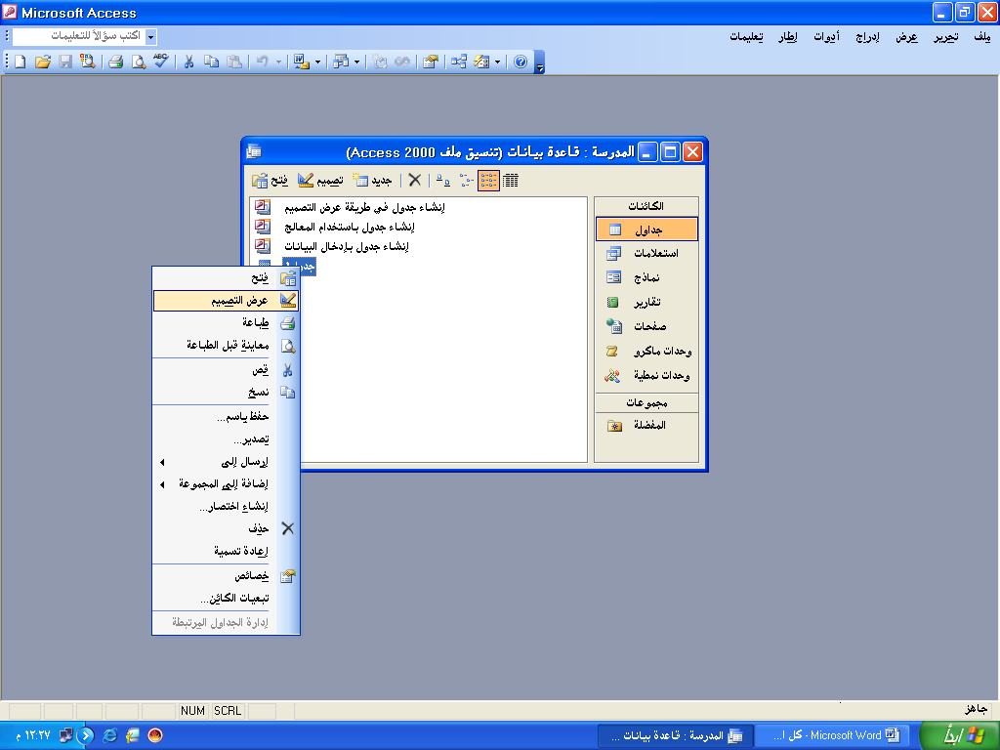 Microsoft Access
ملف تحرير عرض إدراج أدوات إطار تعليمات
اكتب سؤالاً للتعليمات
المدرسة : قاعدة بيانات (تنسيق ملف Access 2000)
فتح تصميم جديد
الكائنات
جداول
استعلامات
نماذج
تقارير
صفحات
وحدات ماكرو
وحدات نمطية
مجموعات
المفضلة
إنشاء جدول في طريقة عرض التصميم
إنشاء جدول باستخدام المعالج
إنشاء جدول بإدخال البيانات
فتح
عرض التصميم
طباعة
معاينة قبل الطباعة
قص
نسخ
حفظ باسم...
تصدير...
إرسال إلى
إضافة إلى المجموعة
إنشاء اختصار...
حذف
إعادة تسمية
خصائص
تبعيات الكائن...
إدارة الجداول المرتبطة
جاهز
NUM SCRL
ابدأ
Microsoft Word - كل ا...
المدرسة : قاعدة بيانات ...
١٢:٢٧ م